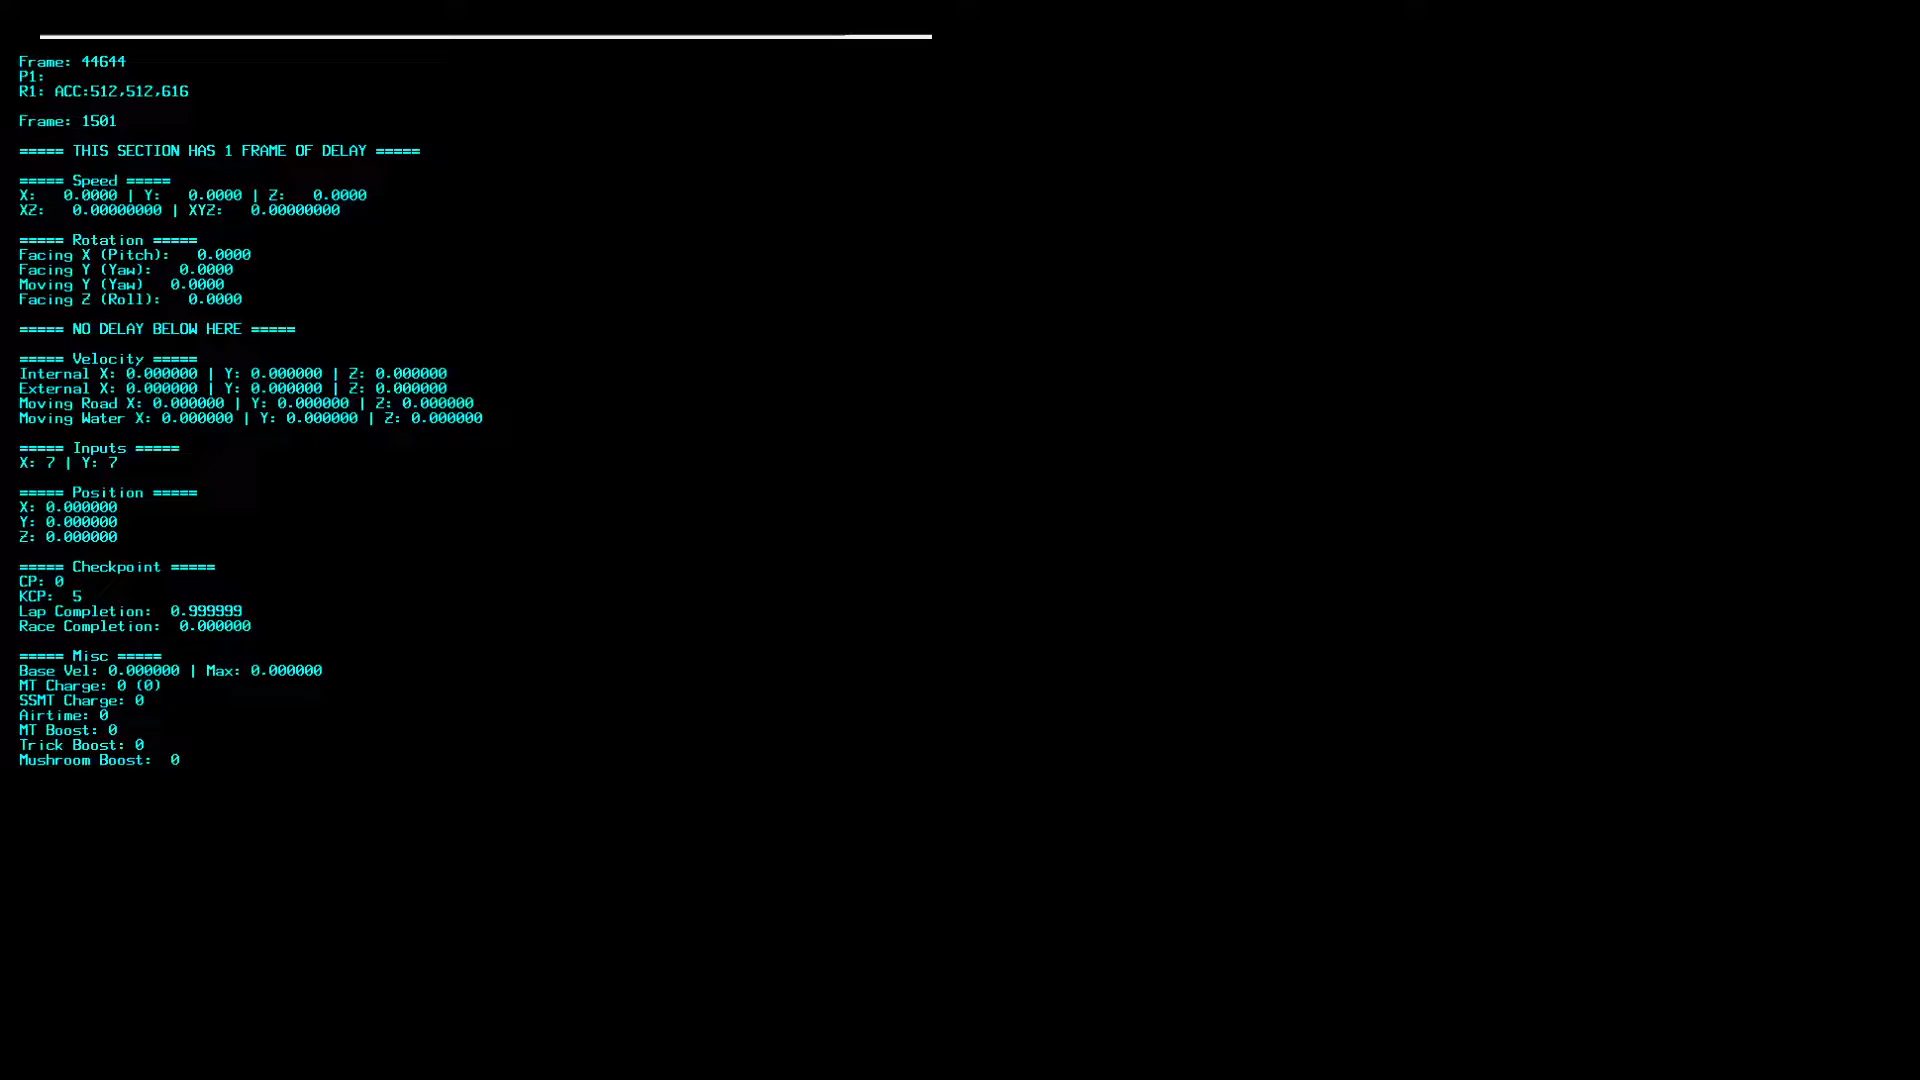 Frame: 44644
P1:
R1: ACC:512,512,616
Frame: 1501
===== THIS SECTION HAS 1 FRAME OF DELAY =====
===== Speed =====
X:   0.0000 | Y:   0.0000 | Z:   0.0000
XZ:   0.00000000 | XYZ:   0.00000000
===== Rotation =====
Facing X (Pitch):   0.0000
Facing Y (Yaw):   0.0000
Moving Y (Yaw)   0.0000
Facing Z (Roll):   0.0000
===== NO DELAY BELOW HERE =====
===== Velocity =====
Internal X: 0.000000 | Y: 0.000000 | Z: 0.000000
External X: 0.000000 | Y: 0.000000 | Z: 0.000000
Moving Road X: 0.000000 | Y: 0.000000 | Z: 0.000000
Moving Water X: 0.000000 | Y: 0.000000 | Z: 0.000000
===== Inputs =====
X: 7 | Y: 7
===== Position =====
X: 0.000000
Y: 0.000000
Z: 0.000000
===== Checkpoint =====
CP: 0
KCP:  5
Lap Completion:  0.999999
Race Completion:  0.000000
===== Misc =====
Base Vel: 0.000000 | Max: 0.000000
MT Charge: 0 (0)
SSMT Charge: 0
Airtime: 0
MT Boost: 0
Trick Boost: 0
Mushroom Boost:  0